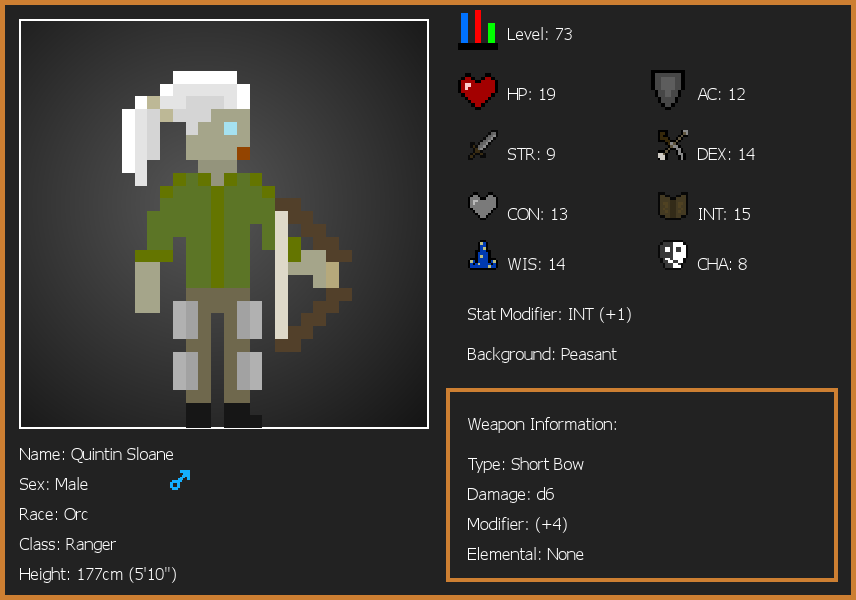 Level: 73
HP: 19
AC: 12
STR: 9
DEX: 14
CON: 13
INT: 15
WIS: 14
CHA: 8
Stat Modifier: INT (+1)
Background: Peasant
Weapon Information:
Type: Short Bow
Damage: d6
Modifier: (+4)
Elemental: None
Name: Quintin Sloane
Sex: Male
Race: Orc
Class: Ranger
Height: 177cm (5'10")